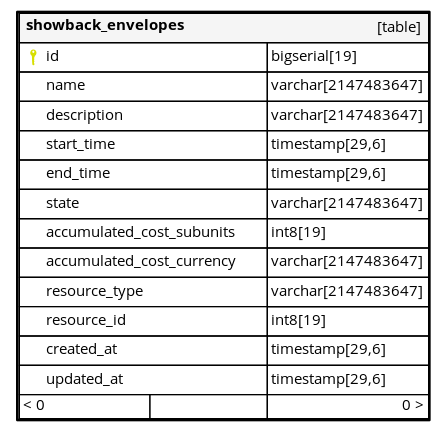 showback_envelopes [table]
id bigserial[19]
name varchar[2147483647]
description varchar[2147483647]
start_time timestamp[29,6]
end_time timestamp[29,6]
state varchar[2147483647]
accumulated_cost_subunits int8[19]
accumulated_cost_currency varchar[2147483647]
resource_type varchar[2147483647]
resource_id int8[19]
created_at timestamp[29,6]
updated_at timestamp[29,6]
< 0 0 >